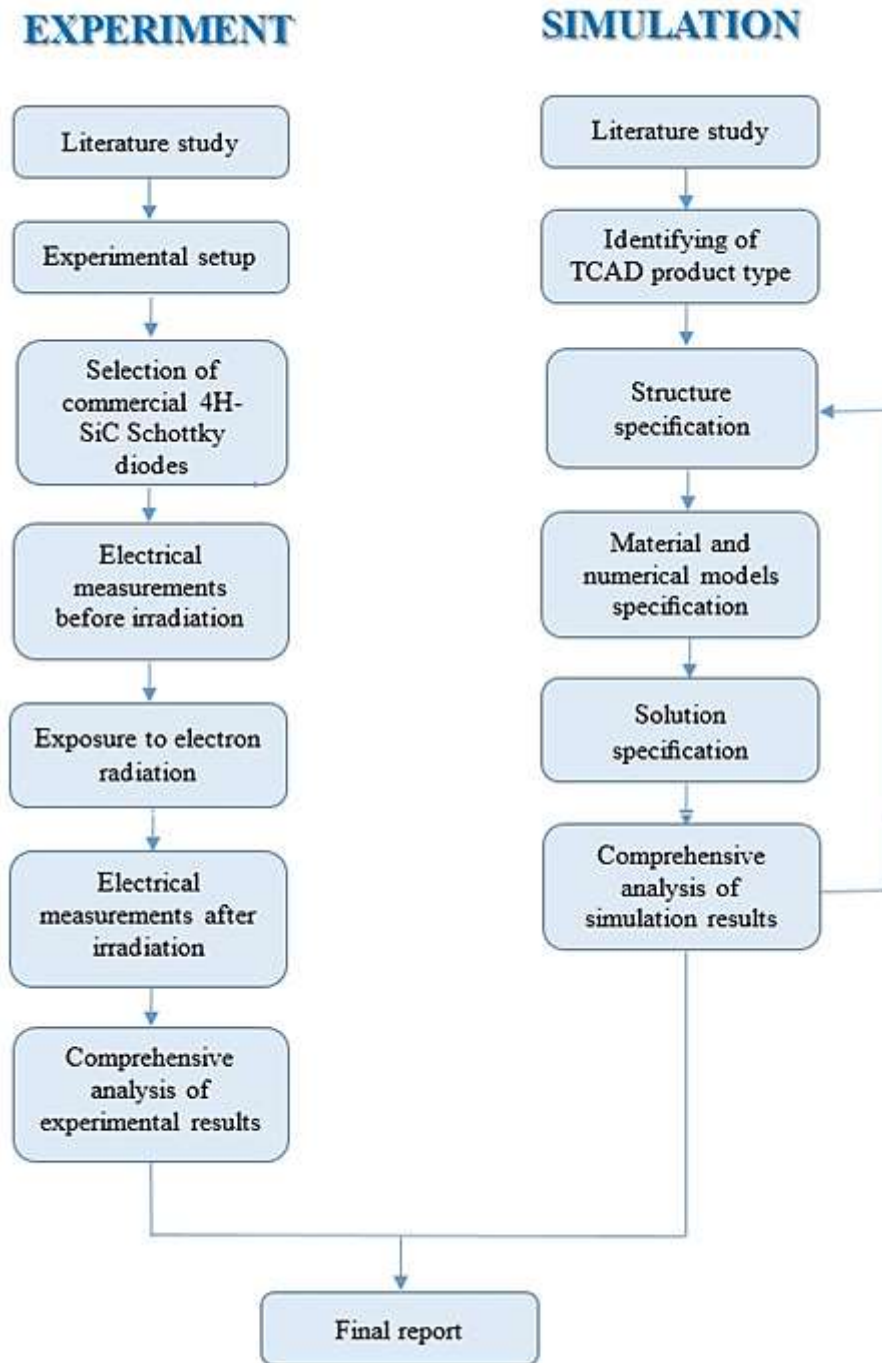 EXPERIMENT
Literature study
Experimental setup
Selection of
commercial 4H-
SiC Schottky
diodes
Electrical
measurements
before irradiation
Exposure to electron
radiation
Electrical
measurements after
irradiation
Comprehensive
analysis of
experimental results
SIMULATION
Literature study
Identifying of
TCAD product type
Structure
specification
Material and
numerical models
specification
Solution
specification
Comprehensive
analysis of
simulation results
Final report